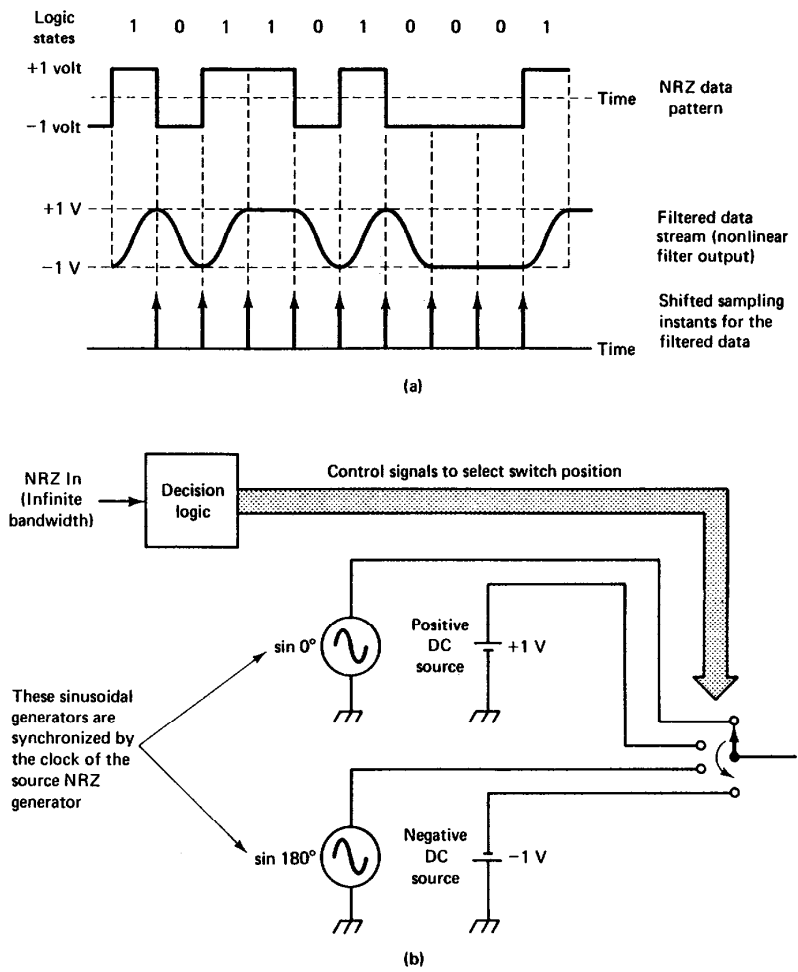 Logic
states
1 0 1 1 0 1 0 0 0 1
+1 volt
−1 volt
Time
NRZ data
pattern
+1 V
−1 V
Filtered data
stream (nonlinear
filter output)
Shifted sampling
instants for the
filtered data
Time
(a)
NRZ In
(Infinite
bandwidth)
Decision
logic
Control signals to select switch position
sin 0°
Positive
DC
source
+1 V
These sinusoidal
generators are
synchronized by
the clock of the
source NRZ
generator
sin 180°
Negative
DC
source
−1 V
(b)